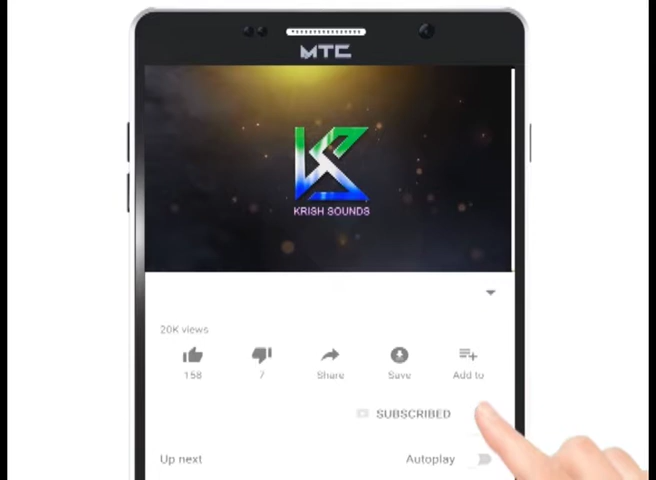 MTC
KRISH SOUNDS
20K views
158
7
Share
Save
Add to
SUBSCRIBED
Up next
Autoplay